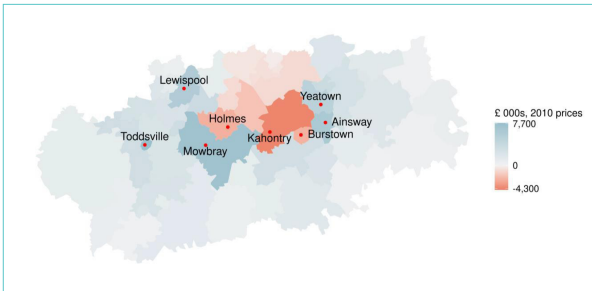 Lewispool
Yeatown
Holmes
Ainsway
Toddsville
Kahontry
Burstown
Mowbray
£ 000s, 2010 prices
7,700
0
-4,300